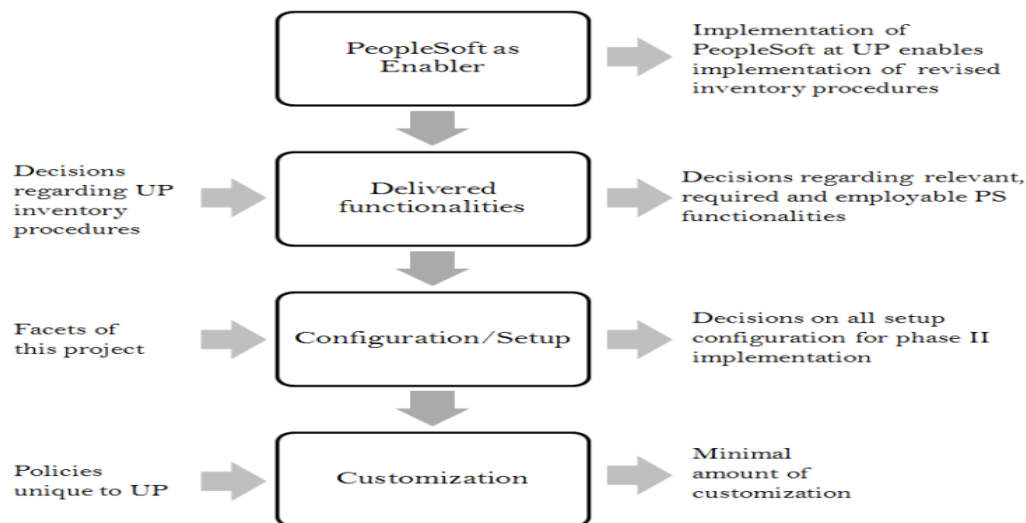 PeopleSoft as
Enabler
Implementation of
PeopleSoft at UP enables
implementation of revised
inventory procedures
Decisions
regarding UP
inventory
procedures
Delivered
functionalities
Decisions regarding relevant,
required and employable PS
functionalities
Facets of
this project
Configuration/Setup
Decisions on all setup
configuration for phase II
implementation
Policies
unique to UP
Customization
Minimal
amount of
customization